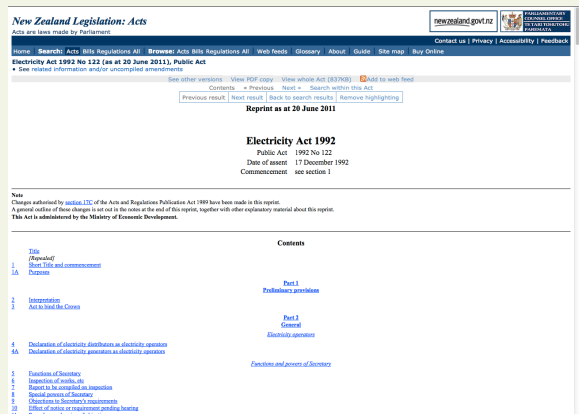 New Zealand Legislation: Acts
Acts are laws made by Parliament
newzealand.govt.nz
PARLIAMENTARY
COUNSEL OFFICE
TE TARI TOHUTOHU
PĀREMATA
Contact us | Privacy | Accessibility | Feedback
Home Search: Acts Bills Regulations All Browse: Acts Bills Regulations All Web feeds Glossary About Guide Site map Buy Online
Electricity Act 1992 No 122 (as at 20 June 2011), Public Act
• See related information and/or uncompiled amendments
See other versions View PDF copy View whole Act (837KB) Add to web feed
Contents « Previous Next » Search within this Act
Previous result Next result Back to search results Remove highlighting
Reprint as at 20 June 2011
Electricity Act 1992
Public Act 1992 No 122
Date of assent 17 December 1992
Commencement see section 1
Note
Changes authorised by section 17C of the Acts and Regulations Publication Act 1989 have been made in this reprint.
A general outline of these changes is set out in the notes at the end of this reprint, together with other explanatory material about this reprint.
This Act is administered by the Ministry of Economic Development.
Contents
Title
[Repealed]
1 Short Title and commencement
1A Purposes
Part 1
Preliminary provisions
2 Interpretation
3 Act to bind the Crown
Part 2
General
Electricity operators
4 Declaration of electricity distributors as electricity operators
4A Declaration of electricity generators as electricity operators
Functions and powers of Secretary
5 Functions of Secretary
6 Inspection of works, etc
7 Report to be compiled on inspection
8 Special powers of Secretary
9 Objections to Secretary's requirements
10 Effect of notice or requirement pending hearing